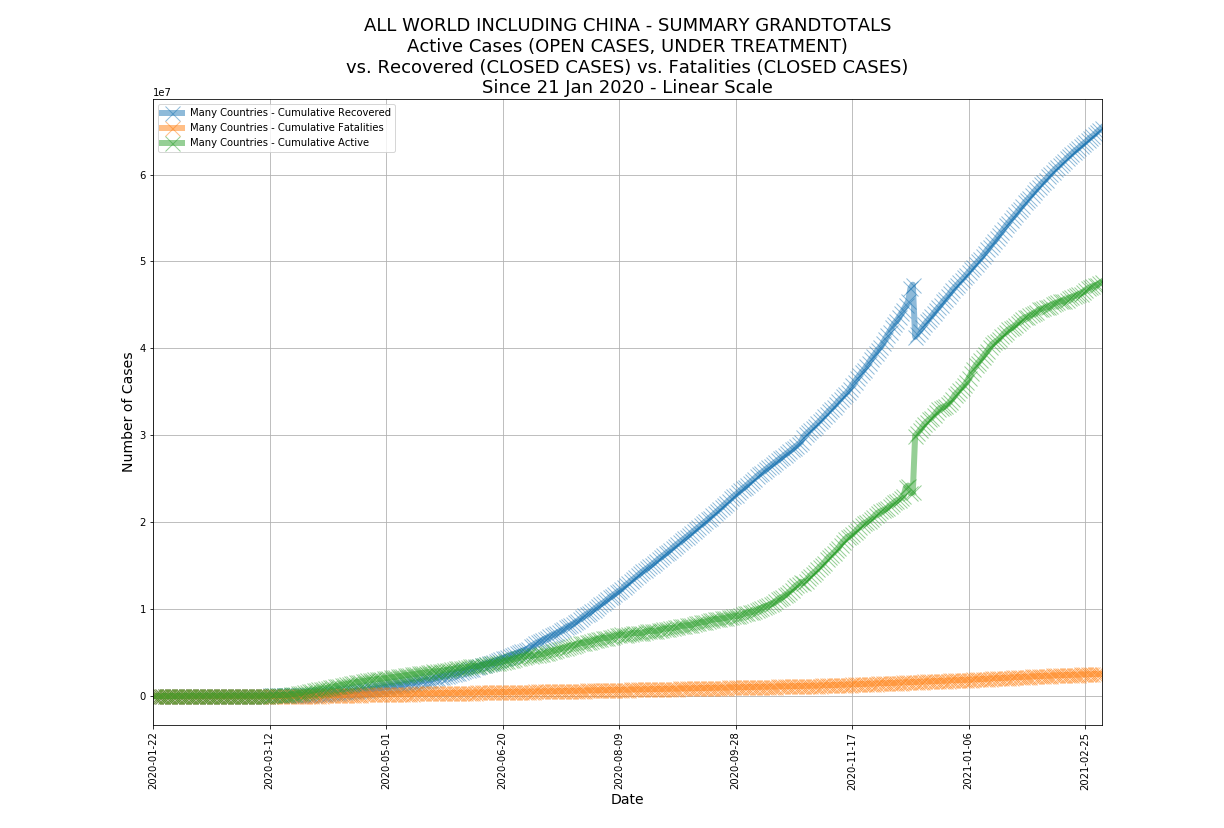 ALL WORLD INCLUDING CHINA - SUMMARY GRANDTOTALS
Active Cases (OPEN CASES, UNDER TREATMENT)
vs. Recovered (CLOSED CASES) vs. Fatalities (CLOSED CASES)
Since 21 Jan 2020 - Linear Scale
1e7
Many Countries - Cumulative Recovered
Many Countries - Cumulative Fatalities
Many Countries - Cumulative Active
6
5
4
3
2
1
0
Number of Cases
2020-01-22
2020-03-12
2020-05-01
2020-06-20
2020-08-09
2020-09-28
2020-11-17
2021-01-06
2021-02-25
Date